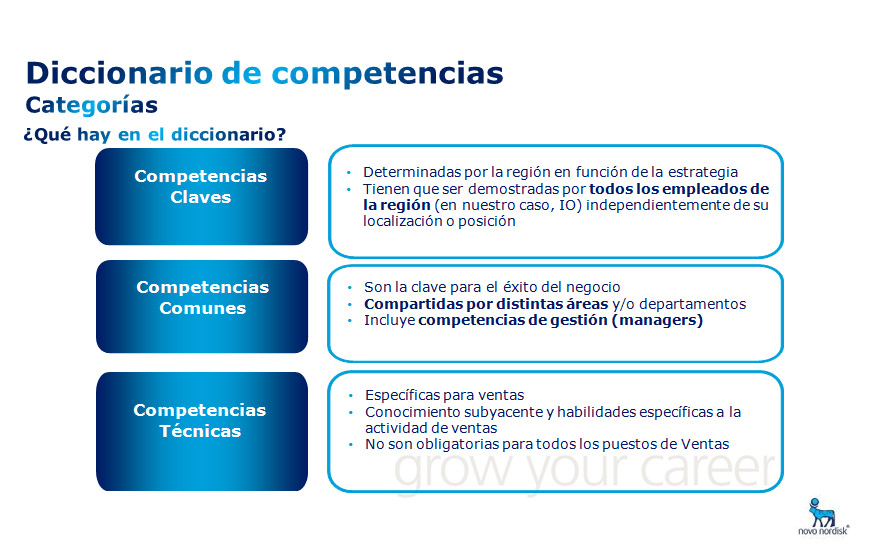 Diccionario de competencias
Categorías
¿Qué hay en el diccionario?
Competencias
Claves
• Determinadas por la región en función de la estrategia
• Tienen que ser demostradas por todos los empleados de
la región (en nuestro caso, IO) independientemente de su
localización o posición
Competencias
Comunes
• Son la clave para el éxito del negocio
• Compartidas por distintas áreas y/o departamentos
• Incluye competencias de gestión (managers)
Competencias
Técnicas
• Específicas para ventas
• Conocimiento subyacente y habilidades específicas a la
actividad de ventas
• No son obligatorias para todos los puestos de Ventas
grow your career
novo nordisk®